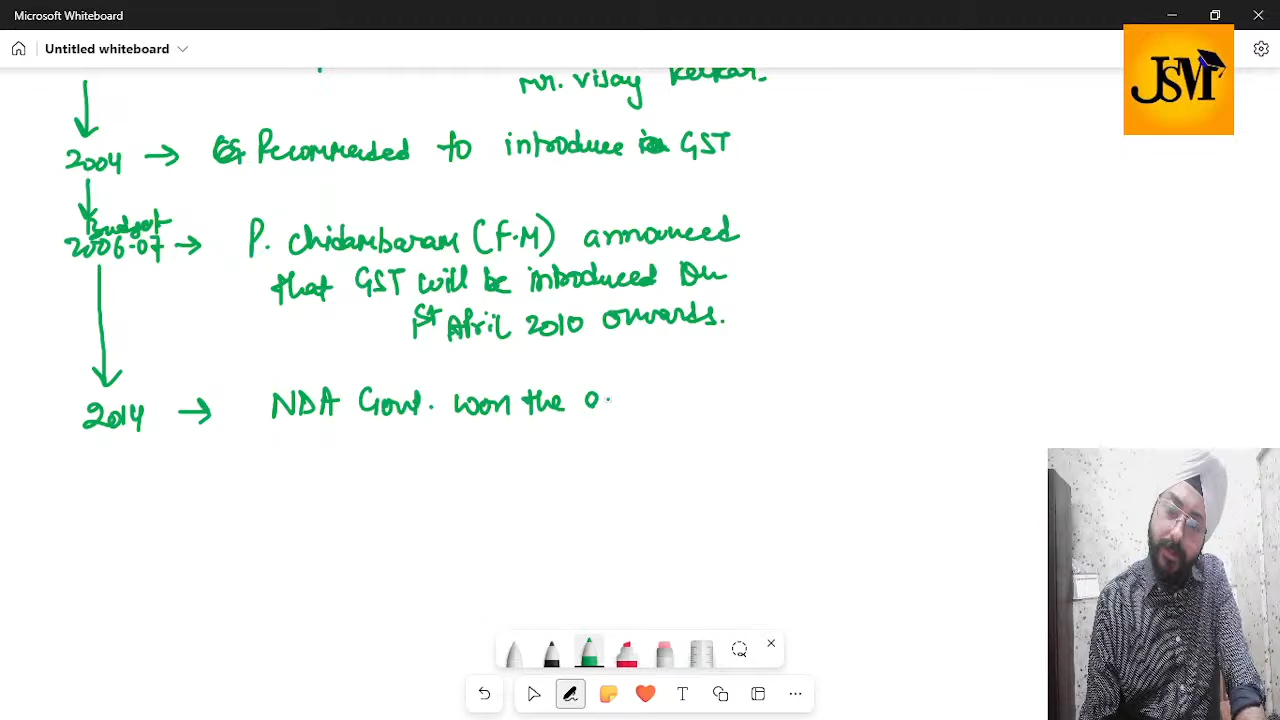 Microsoft Whiteboard
Untitled whiteboard
JSM
mr. Vijay Kelkar.
2004 → Recommended to introduce GST
Budget
2006-07 → P. Chidambaram (F.M) announced
that GST will be introduced on
1st April 2010 onwards.
2014 → NDA Govt. won the
T